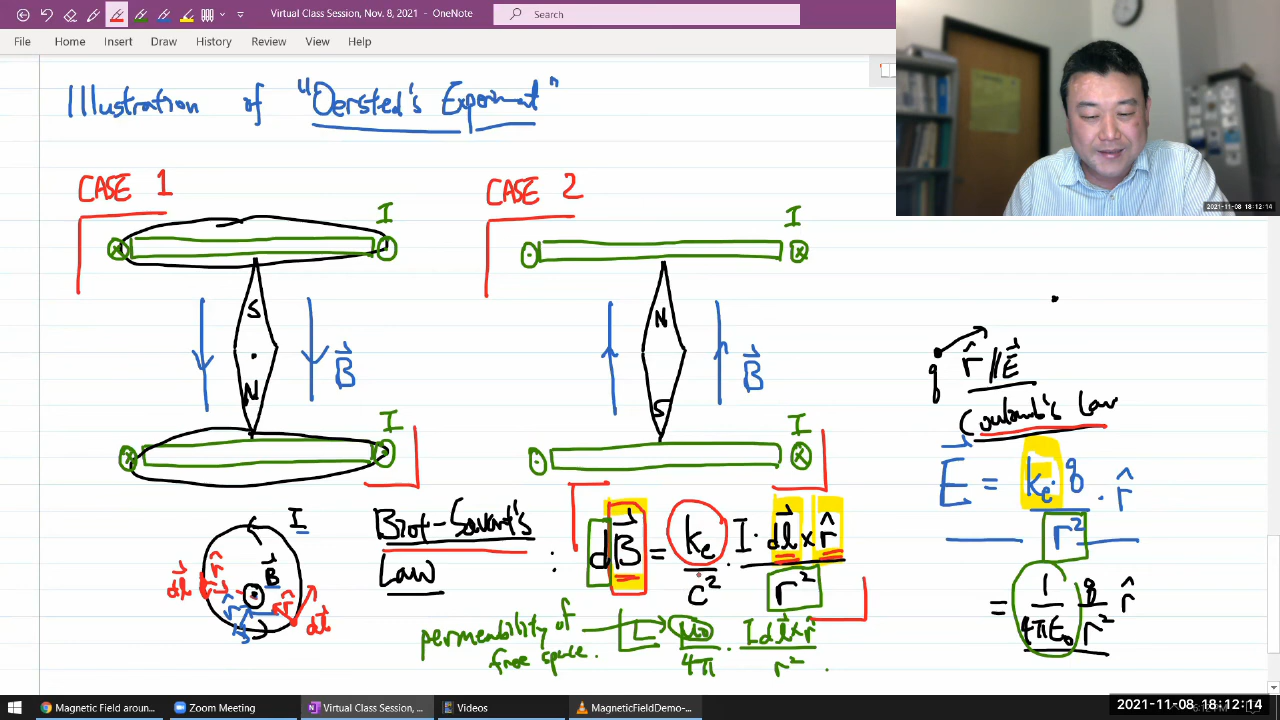 Virtual Class Session, Nov. 8, 2021 - OneNote
Search
File Home Insert Draw History Review View Help
2021-11-08 18:12:14
Illustration of "Oersted's Experiment"
CASE 1
CASE 2
I
I
S
N
B⃗
N
S
B⃗
I
I
q r̂ // E⃗
Coulomb's Law
E⃗ = ke·q/r² · r̂
= 1/4πε₀ q/r² r̂
I
B⃗
r̂
dl⃗
r̂
dl⃗
Biot-Savart's
Law
: dB⃗ = ke/c² · I·dl⃗ × r̂/r²
permeability of
free space.
μ₀/4π · I dl⃗ × r̂/r²
Magnetic Field aroun...
Zoom Meeting
Virtual Class Session,...
Videos
MagneticFieldDemo-...
2021-11-08 18:12:14